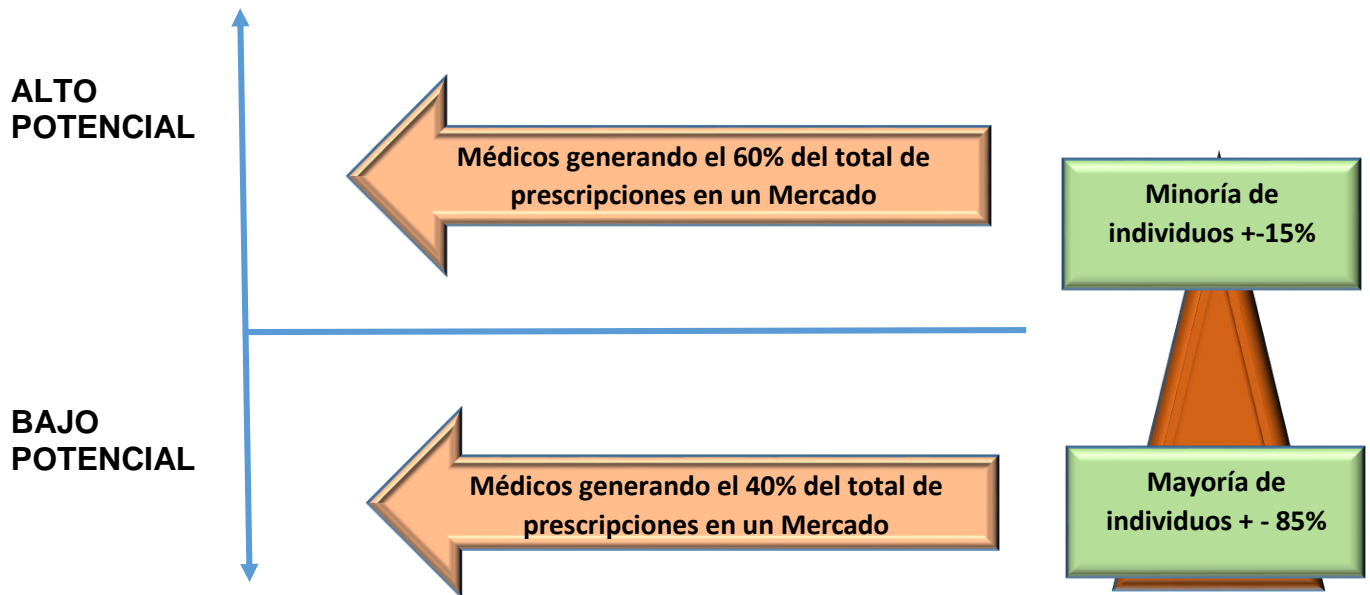 ALTO
POTENCIAL
Médicos generando el 60% del total de
prescripciones en un Mercado
Minoría de
individuos +-15%
BAJO
POTENCIAL
Médicos generando el 40% del total de
prescripciones en un Mercado
Mayoría de
individuos + - 85%